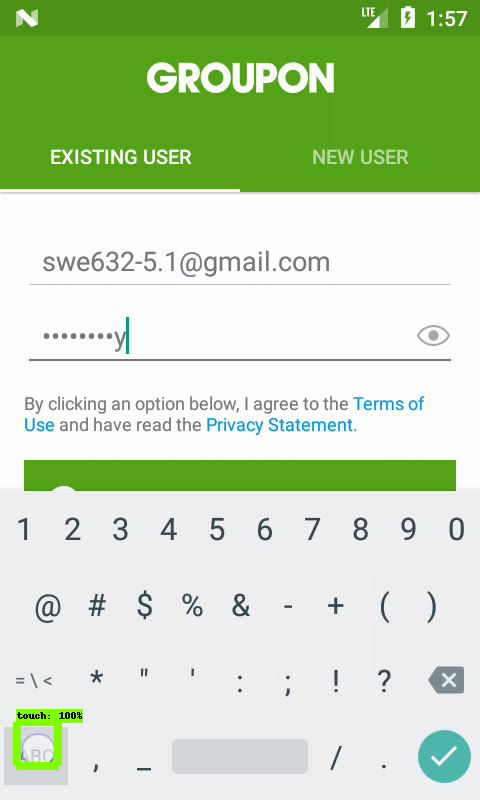 LTE 1:57
GROUPON
EXISTING USER NEW USER
swe632-5.1@gmail.com
••••••••y
By clicking an option below, I agree to the Terms of
Use and have read the Privacy Statement.
1 2 3 4 5 6 7 8 9 0
@ # $ % & - + ( )
= \ < * " ' : ; ! ?
touch: 100%
ABC , _ / .